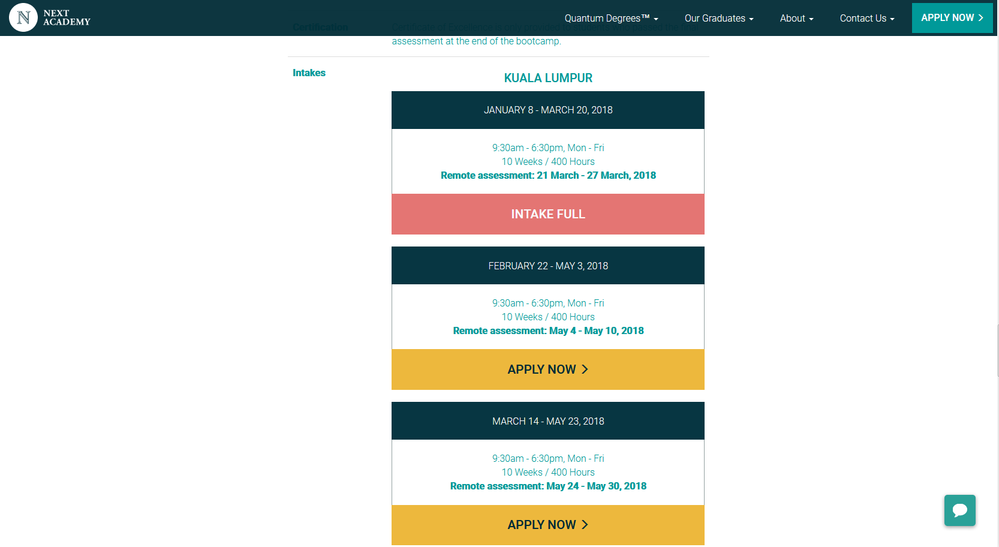 N
NEXT
ACADEMY
Quantum Degrees™
Our Graduates
About
Contact Us
APPLY NOW
Certification
Certificate of Excellence is only provided to students who passed the final
assessment at the end of the bootcamp.
Intakes
KUALA LUMPUR
JANUARY 8 - MARCH 20, 2018
9:30am - 6:30pm, Mon - Fri
10 Weeks / 400 Hours
Remote assessment: 21 March - 27 March, 2018
INTAKE FULL
FEBRUARY 22 - MAY 3, 2018
9:30am - 6:30pm, Mon - Fri
10 Weeks / 400 Hours
Remote assessment: May 4 - May 10, 2018
APPLY NOW
MARCH 14 - MAY 23, 2018
9:30am - 6:30pm, Mon - Fri
10 Weeks / 400 Hours
Remote assessment: May 24 - May 30, 2018
APPLY NOW